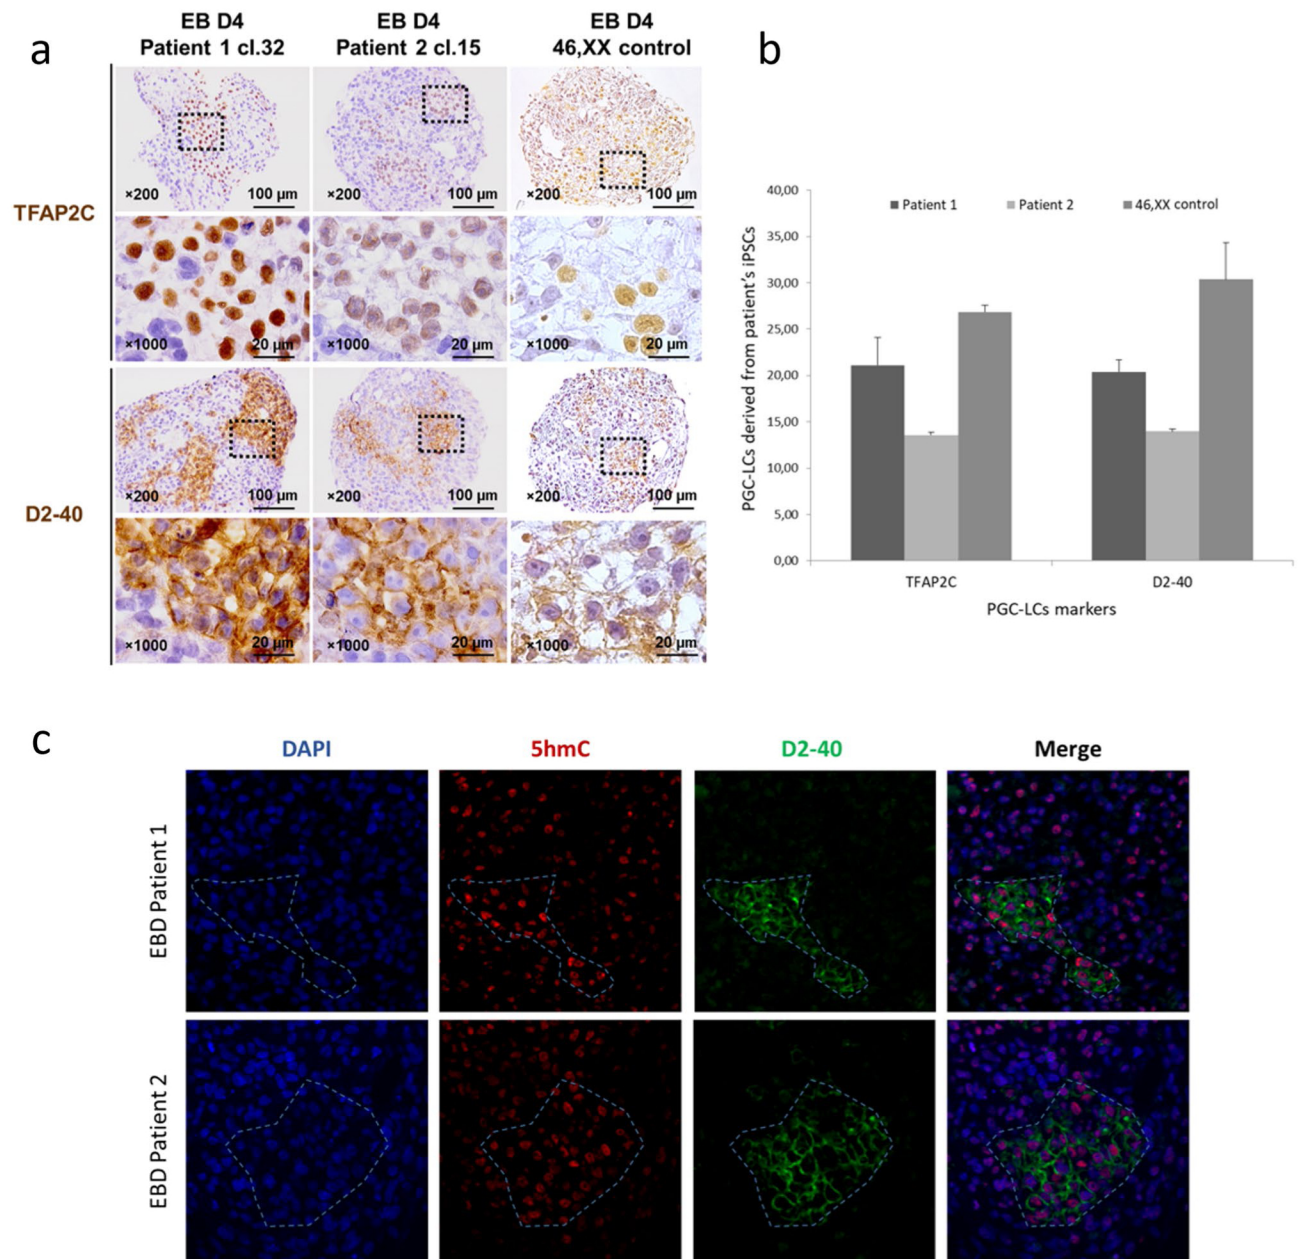 a
EB D4
Patient 1 cl.32
EB D4
Patient 2 cl.15
EB D4
46,XX control
TFAP2C
×200
100 µm
×200
100 µm
×200
100 µm
×1000
20 µm
×1000
20 µm
×1000
20 µm
D2-40
×200
100 µm
×200
100 µm
×200
100 µm
×1000
20 µm
×1000
20 µm
×1000
20 µm
b
PGC-LCs derived from patient's iPSCs
40,00
35,00
30,00
25,00
20,00
15,00
10,00
5,00
0,00
Patient 1
Patient 2
46,XX control
TFAP2C
D2-40
PGC-LCs markers
c
DAPI
5hmC
D2-40
Merge
EBD Patient 1
EBD Patient 2